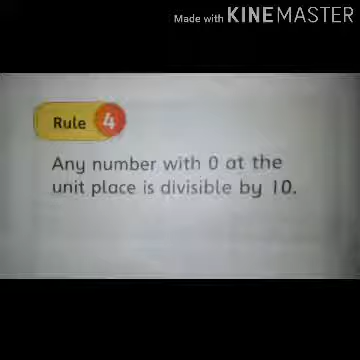 Made with KINEMASTER
Rule 4
Any number with 0 at the
unit place is divisible by 10.